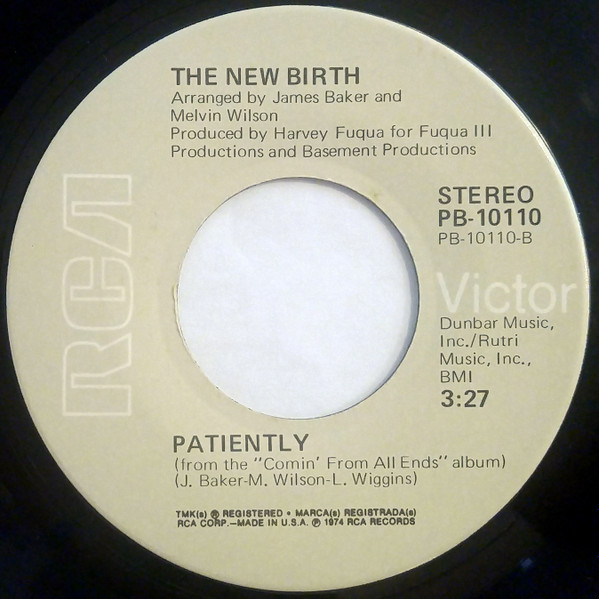 THE NEW BIRTH
Arranged by James Baker and
Melvin Wilson
Produced by Harvey Fuqua for Fuqua III
Productions and Basement Productions
RCA
STEREO
PB-10110
PB-10110-B
Victor
Dunbar Music,
Inc./Rutri
Music, Inc.,
BMI
3:27
PATIENTLY
(from the "Comin' From All Ends" album)
(J. Baker-M. Wilson-L. Wiggins)
TMK(s) ® REGISTERED • MARCA(s) REGISTRADA(s)
RCA CORP.—MADE IN U.S.A. ℗ 1974 RCA RECORDS